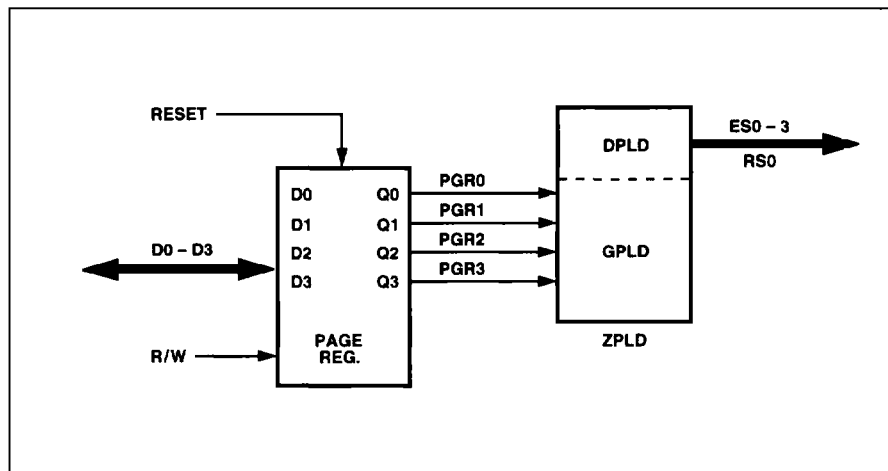 RESET
D0 – D3
R/W
D0 Q0
D1 Q1
D2 Q2
D3 Q3
PAGE
REG.
PGR0
PGR1
PGR2
PGR3
DPLD
GPLD
ZPLD
ES0 – 3
RS0